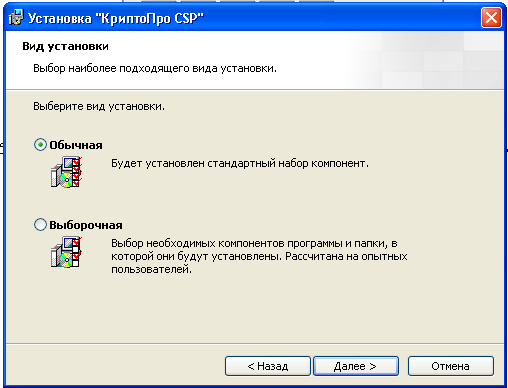 Установка "КриптоПро CSP"
Вид установки
Выбор наиболее подходящего вида установки.
Выберите вид установки.
Обычная
Будет установлен стандартный набор компонент.
Выборочная
Выбор необходимых компонентов программы и папки, в
которой они будут установлены. Рассчитана на опытных
пользователей.
< Назад
Далее >
Отмена